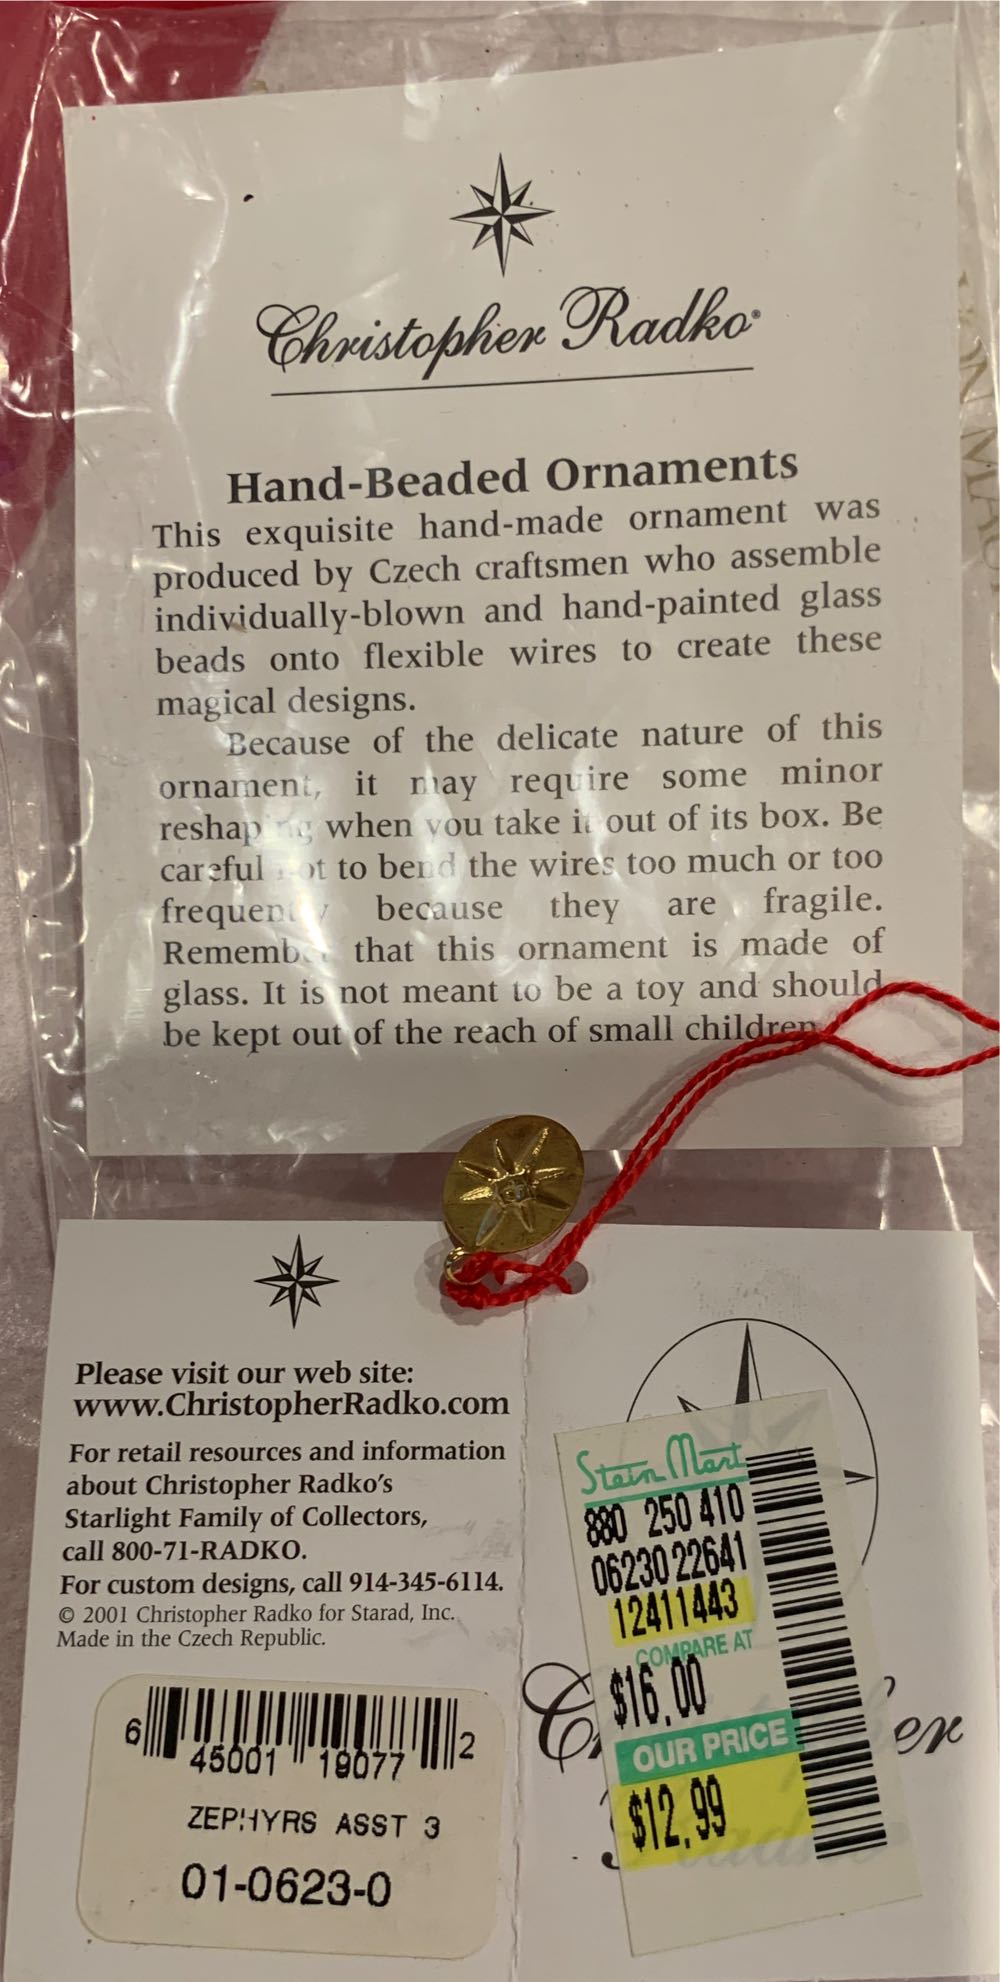 Christopher Radko®
Hand-Beaded Ornaments
This exquisite hand-made ornament was
produced by Czech craftsmen who assemble
individually-blown and hand-painted glass
beads onto flexible wires to create these
magical designs.
Because of the delicate nature of this
ornament, it may require some minor
reshaping when you take it out of its box. Be
careful not to bend the wires too much or too
frequently because they are fragile.
Remember that this ornament is made of
glass. It is not meant to be a toy and should
be kept out of the reach of small children
Please visit our web site:
www.ChristopherRadko.com
For retail resources and information
about Christopher Radko's
Starlight Family of Collectors,
call 800-71-RADKO.
For custom designs, call 914-345-6114.
© 2001 Christopher Radko for Starad, Inc.
Made in the Czech Republic.
6 45001 19077 2
ZEPHYRS ASST 3
01-0623-0
Stein Mart
880 250 410
06230 22641
12411443
COMPARE AT
$16.00
OUR PRICE
$12.99